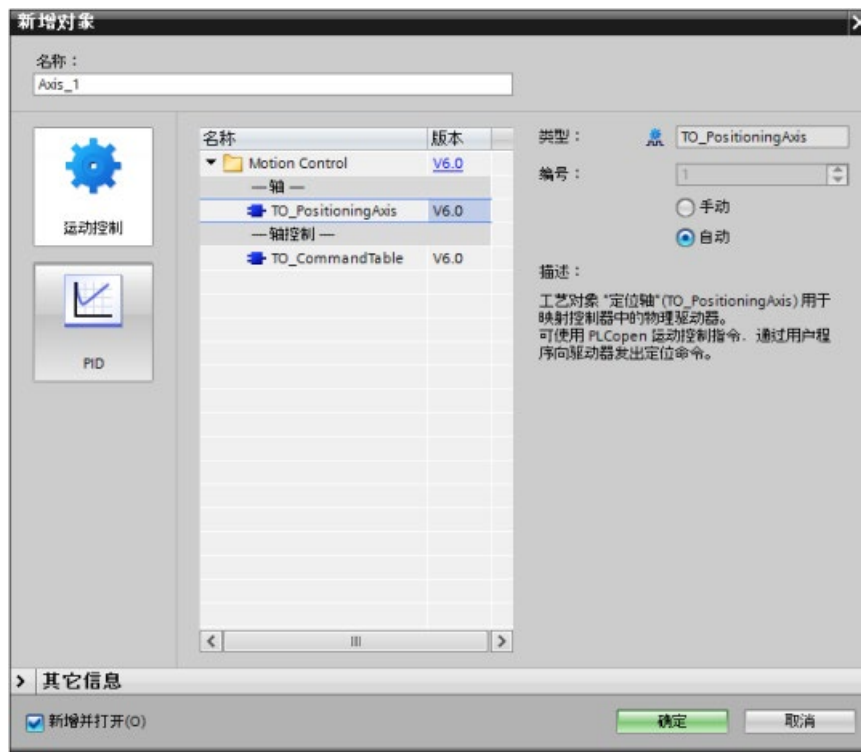 新增对象
名称：
Axis_1
运动控制
PID
名称 版本
Motion Control V6.0
—轴—
TO_PositioningAxis V6.0
—轴控制—
TO_CommandTable V6.0
类型： TO_PositioningAxis
编号： 1
手动
自动
描述：
工艺对象 "定位轴"(TO_PositioningAxis) 用于
映射控制器中的物理驱动器。
可使用 PLCopen 运动控制指令，通过用户程
序向驱动器发出定位命令。
其它信息
新增并打开(O)
确定
取消